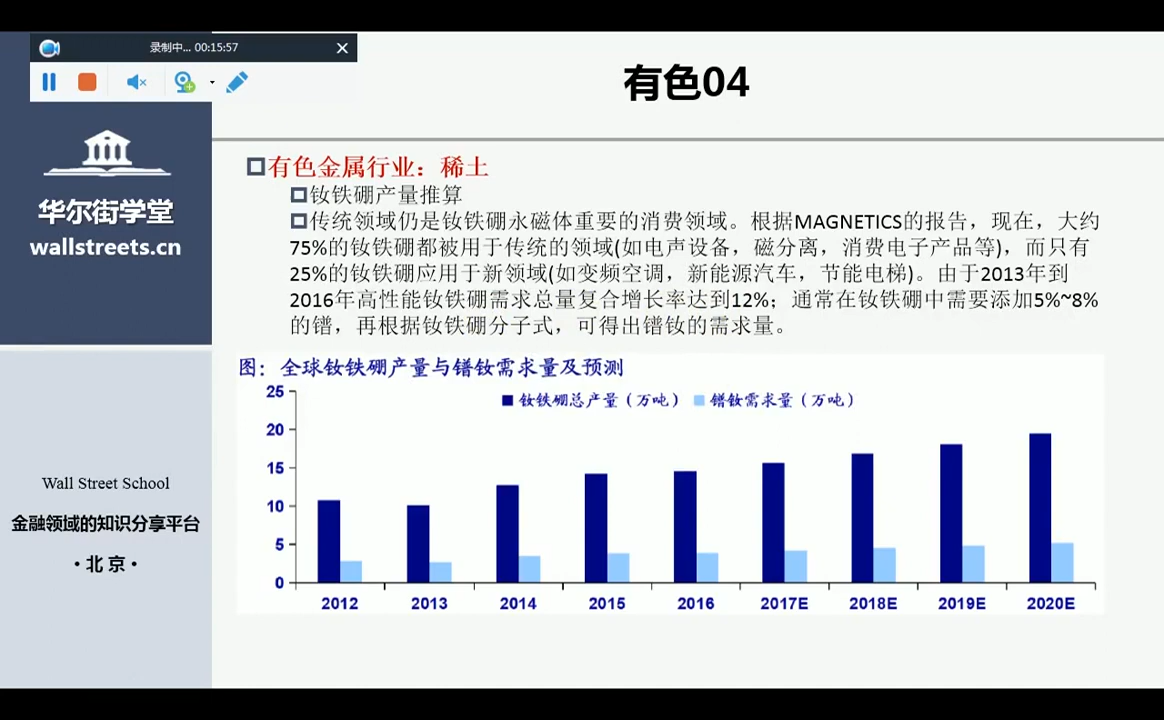 录制中... 00:15:57
有色04
华尔街学堂
wallstreets.cn
Wall Street School
金融领域的知识分享平台
·北京·
有色金属行业：稀土
钕铁硼产量推算
传统领域仍是钕铁硼永磁体重要的消费领域。根据MAGNETICS的报告，现在，大约
75%的钕铁硼都被用于传统的领域(如电声设备，磁分离，消费电子产品等)，而只有
25%的钕铁硼应用于新领域(如变频空调，新能源汽车，节能电梯)。由于2013年到
2016年高性能钕铁硼需求总量复合增长率达到12%；通常在钕铁硼中需要添加5%~8%
的镨，再根据钕铁硼分子式，可得出镨钕的需求量。
图：全球钕铁硼产量与镨钕需求量及预测
钕铁硼总产量（万吨） 镨钕需求量（万吨）
25
20
15
10
5
0
2012 2013 2014 2015 2016 2017E 2018E 2019E 2020E